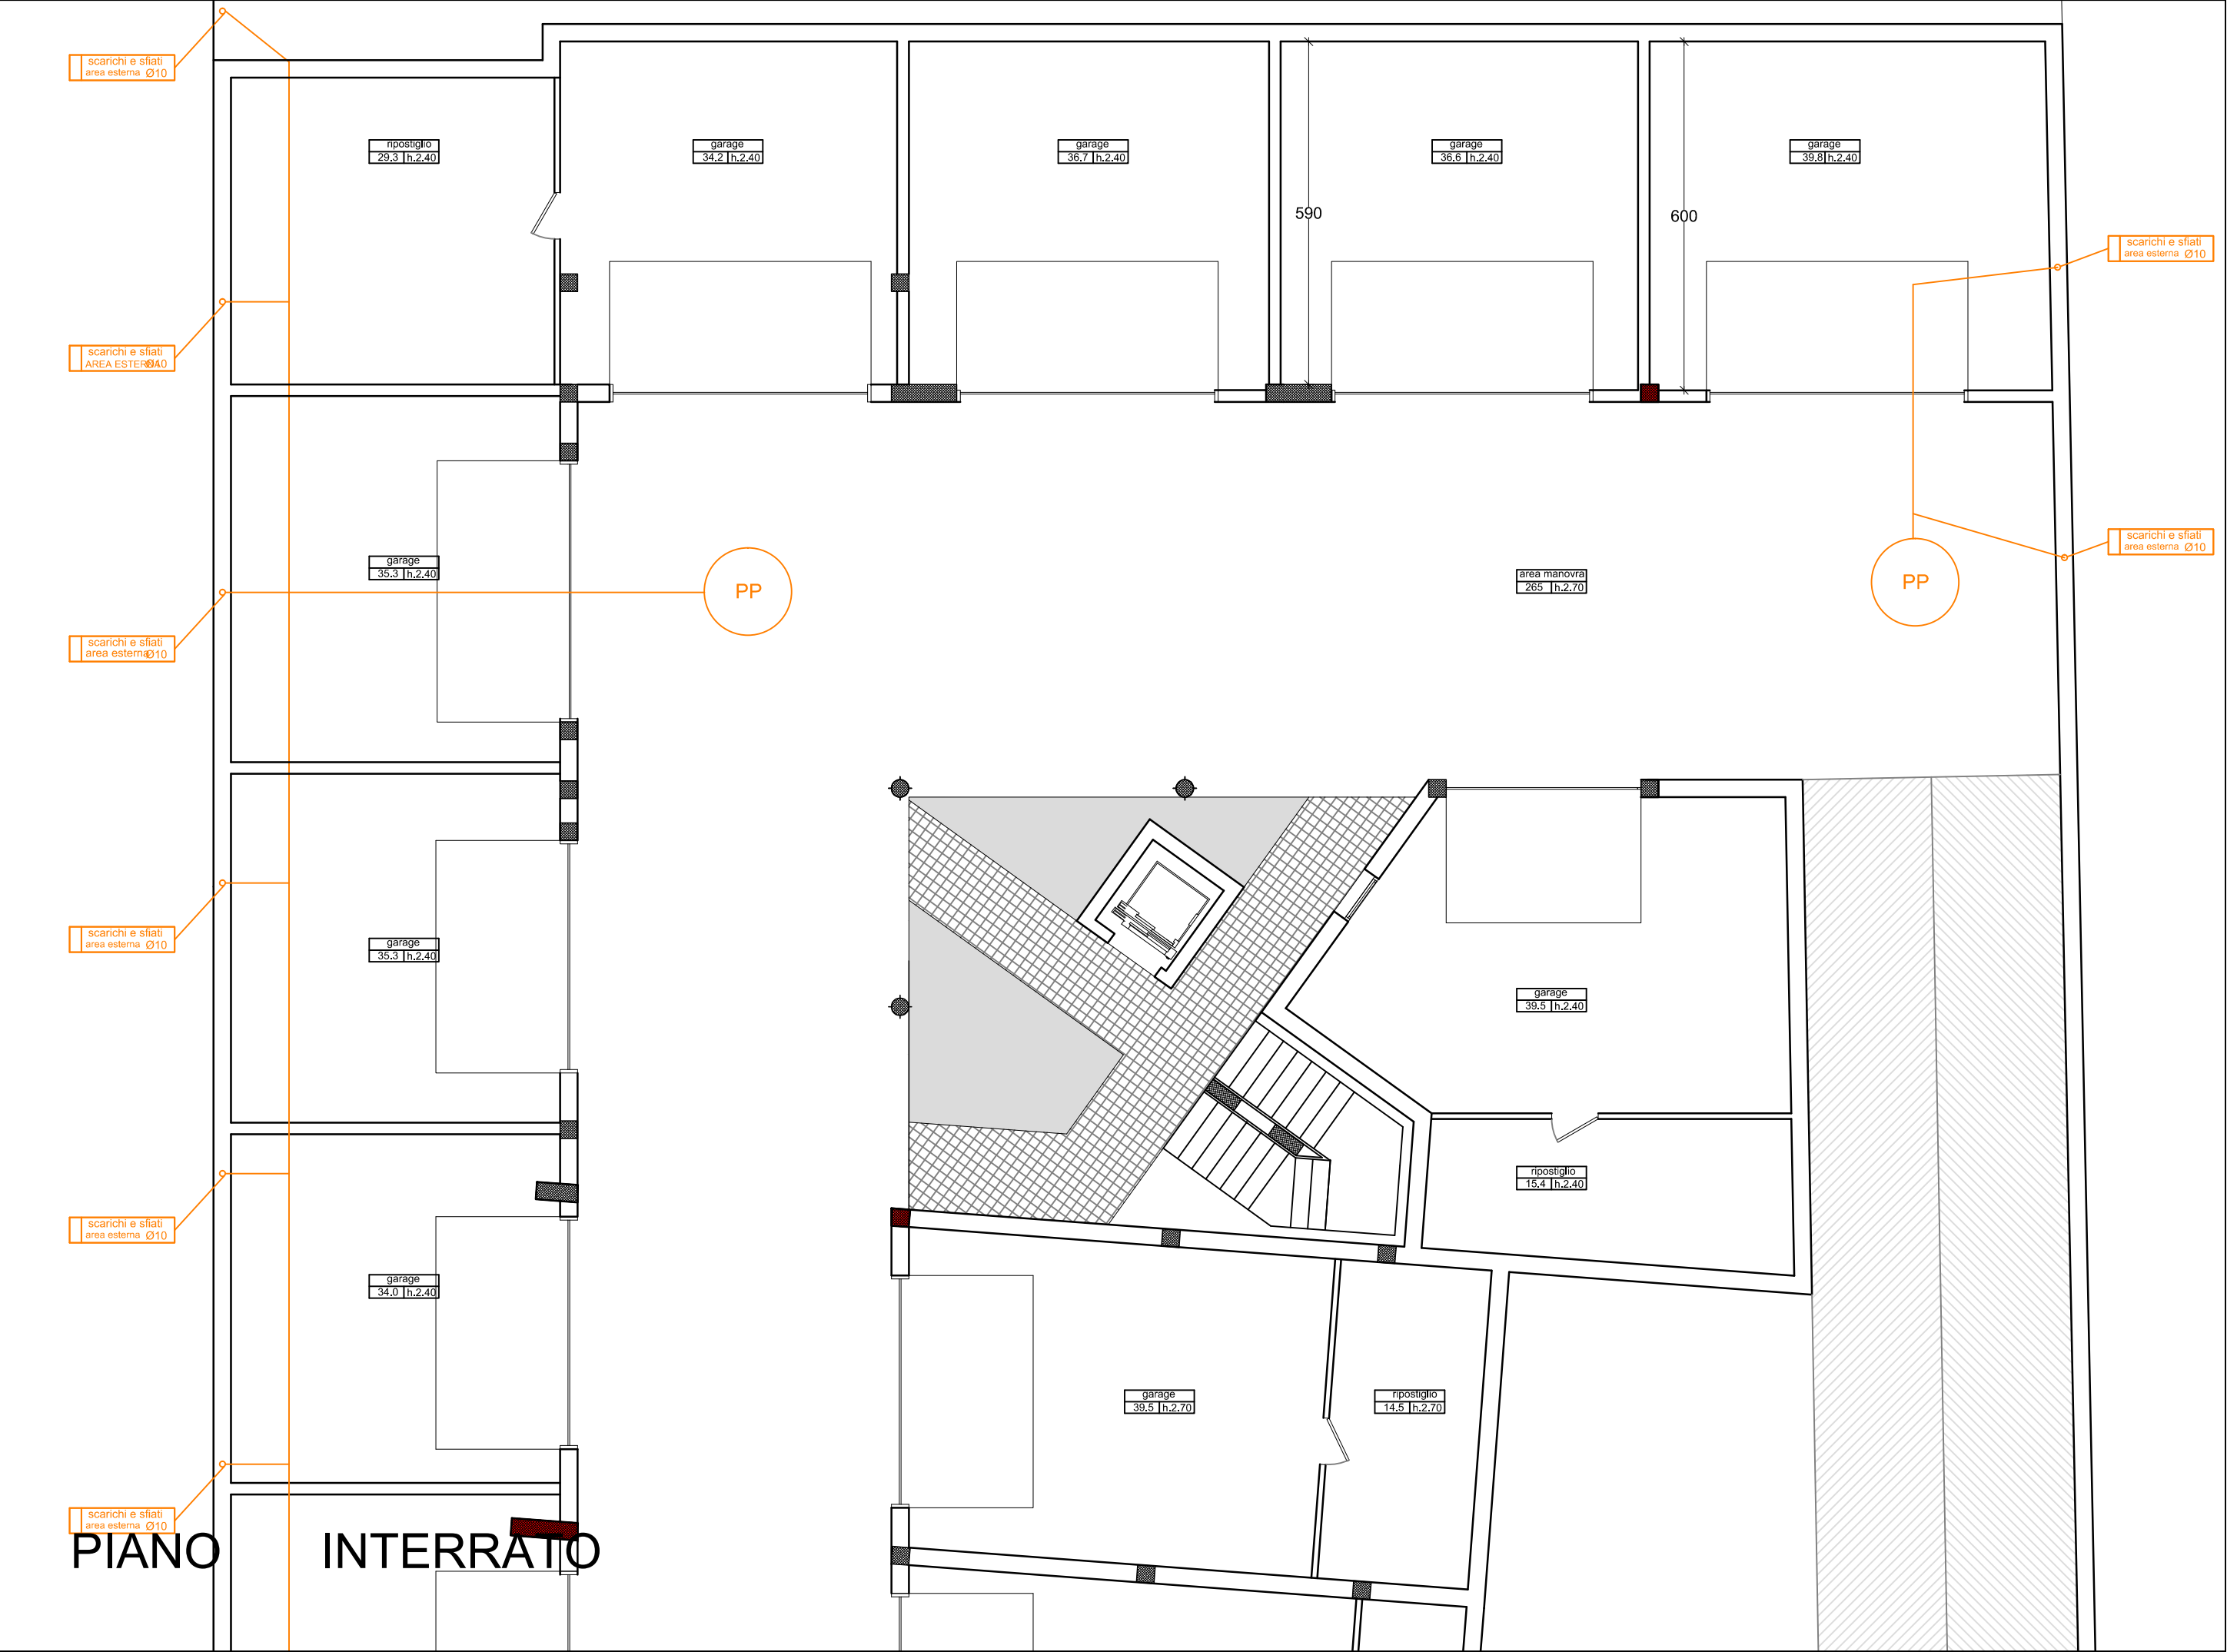 scarichi e sfiati
area esterna Ø10
ripostiglio
29.3 h.2.40
garage
34.2 h.2.40
garage
36.7 h.2.40
garage
36.6 h.2.40
garage
39.8 h.2.40
590
600
scarichi e sfiati
area esterna Ø10
scarichi e sfiati
AREA ESTERNA Ø10
scarichi e sfiati
area esterna Ø10
garage
35.3 h.2.40
PP
area manovra
265 h.2.70
PP
scarichi e sfiati
area esterna Ø10
scarichi e sfiati
area esterna Ø10
garage
35.3 h.2.40
garage
39.5 h.2.40
ripostiglio
15.4 h.2.40
scarichi e sfiati
area esterna Ø10
garage
34.0 h.2.40
garage
39.5 h.2.70
ripostiglio
14.5 h.2.70
scarichi e sfiati
area esterna Ø10
PIANO INTERRATO